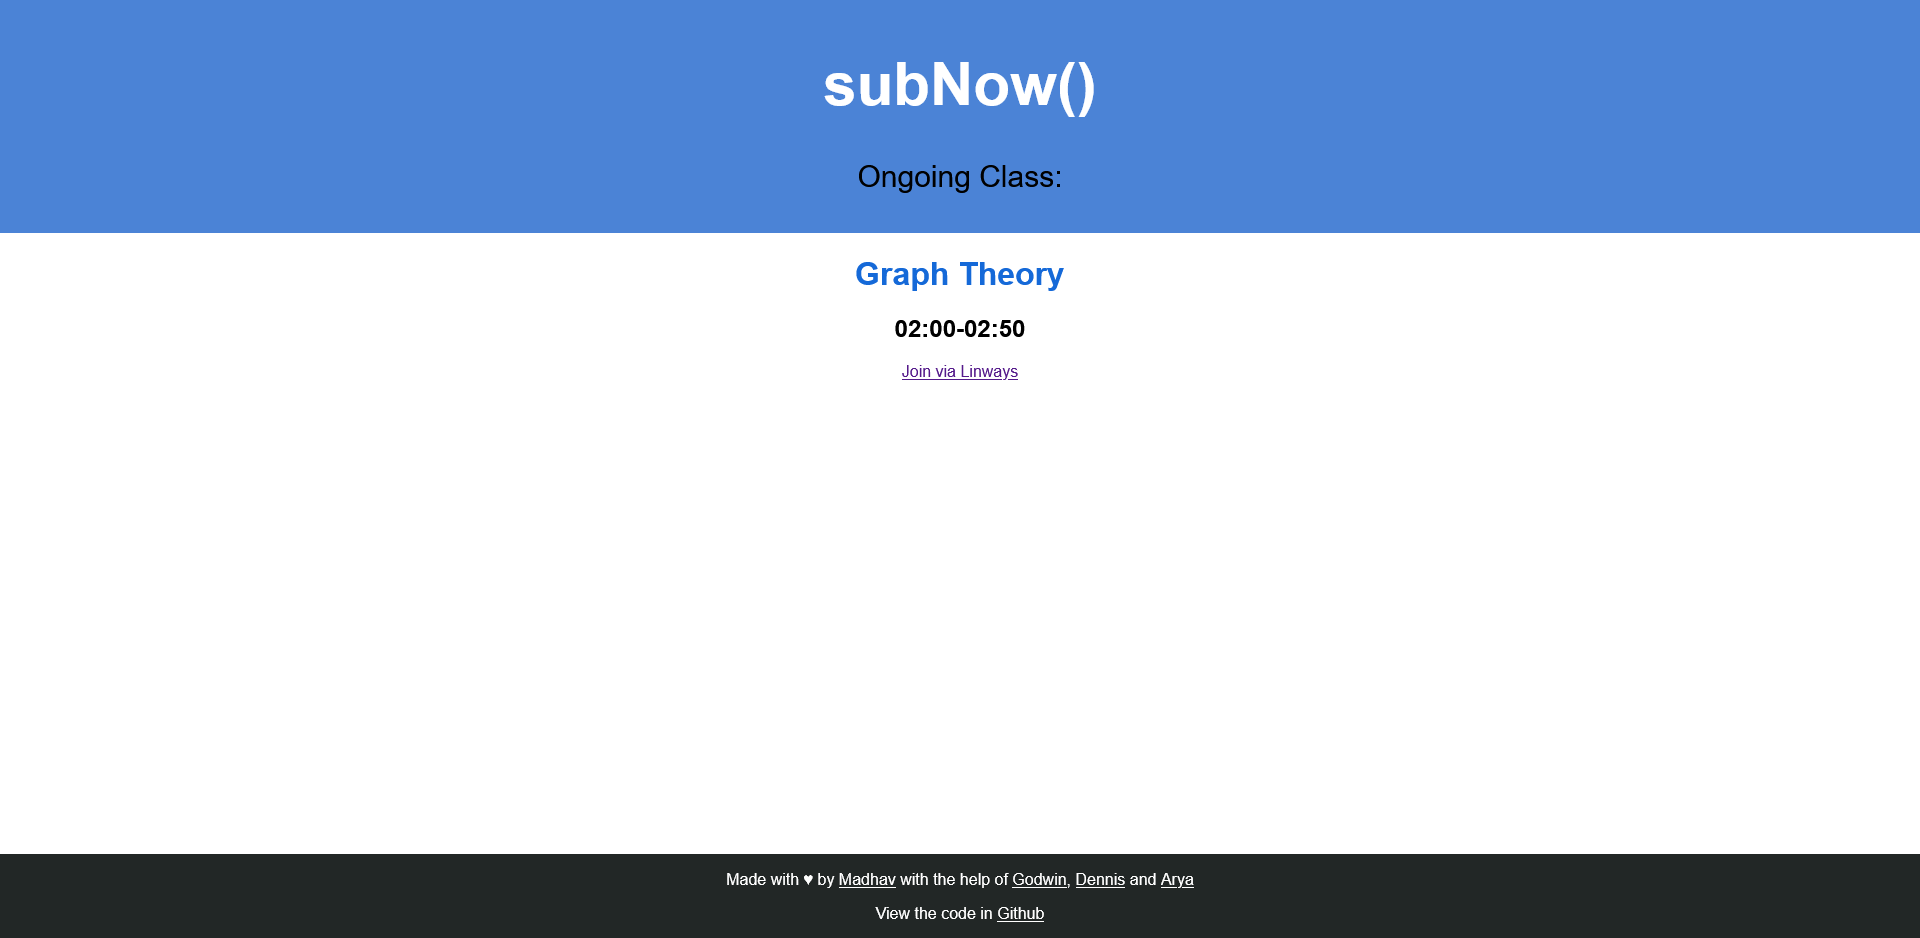 subNow()
Ongoing Class:
Graph Theory
02:00-02:50
Join via Linways
Made with ♥ by Madhav with the help of Godwin, Dennis and Arya
View the code in Github